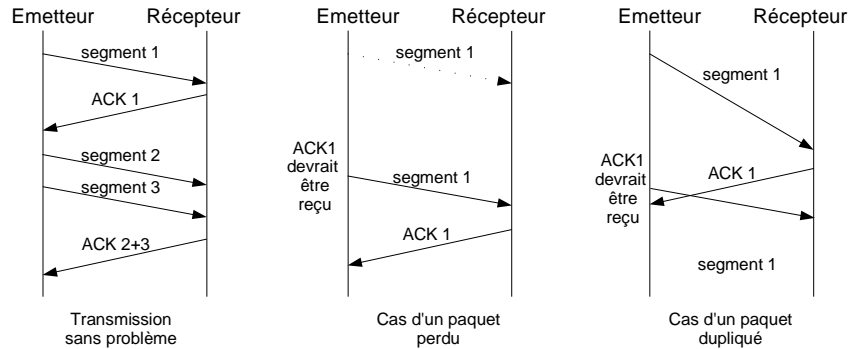 Emetteur Récepteur
segment 1
ACK 1
segment 2
segment 3
ACK 2+3
Transmission
sans problème
Emetteur Récepteur
segment 1
ACK1
devrait
être
reçu
segment 1
ACK 1
Cas d'un paquet
perdu
Emetteur Récepteur
segment 1
ACK1
devrait
être
reçu
ACK 1
segment 1
Cas d'un paquet
dupliqué